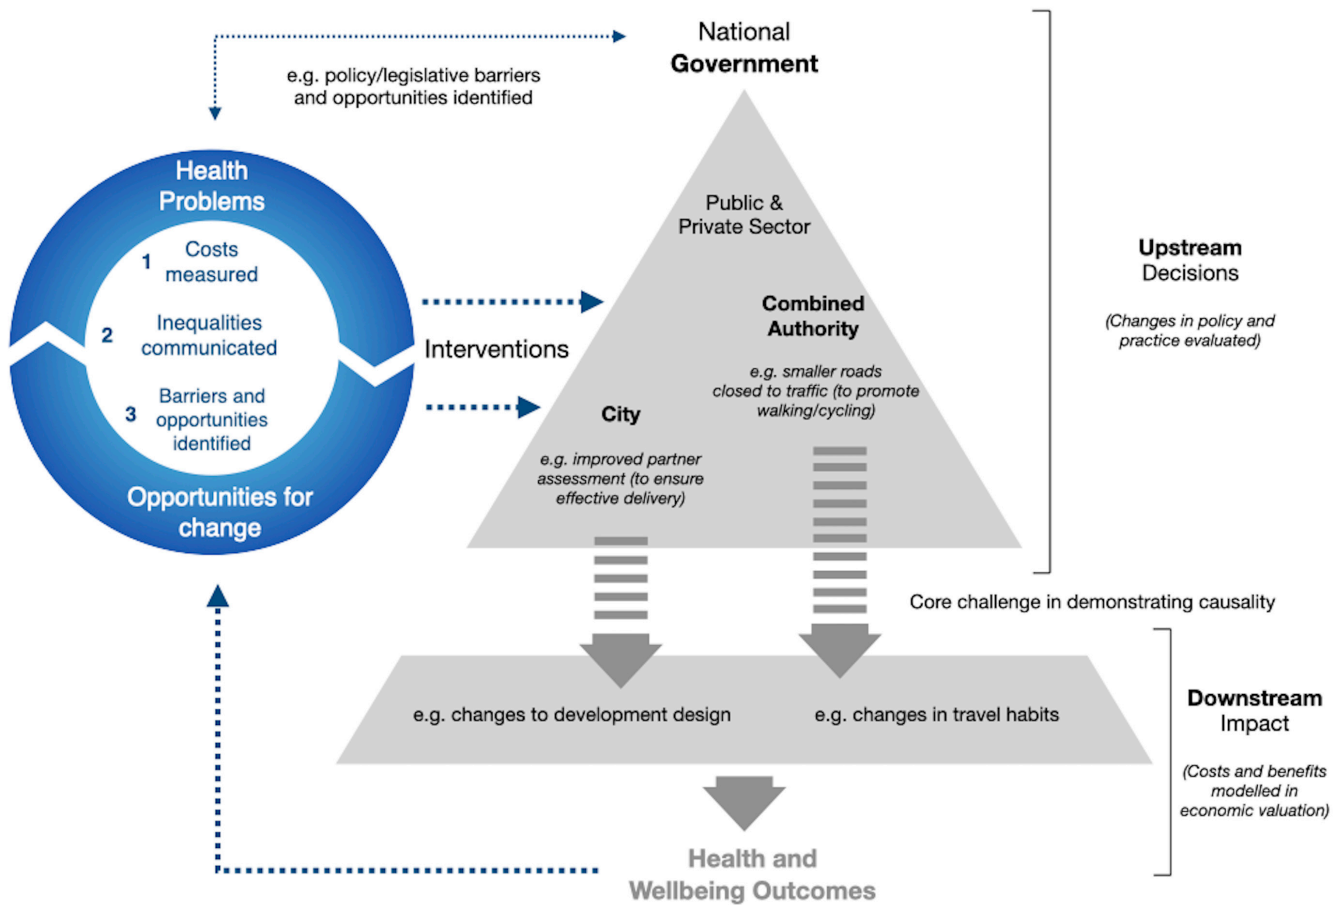 National
Government
e.g. policy/legislative barriers
and opportunities identified
Health
Problems
1 Costs
measured
2 Inequalities
communicated
3 Barriers and
opportunities
identified
Opportunities for
change
Interventions
Public &
Private Sector
Combined
Authority
e.g. smaller roads
closed to traffic (to promote
walking/cycling)
City
e.g. improved partner
assessment (to ensure
effective delivery)
Upstream
Decisions
(Changes in policy and
practice evaluated)
Core challenge in demonstrating causality
e.g. changes to development design
e.g. changes in travel habits
Downstream
Impact
(Costs and benefits
modelled in
economic valuation)
Health and
Wellbeing Outcomes